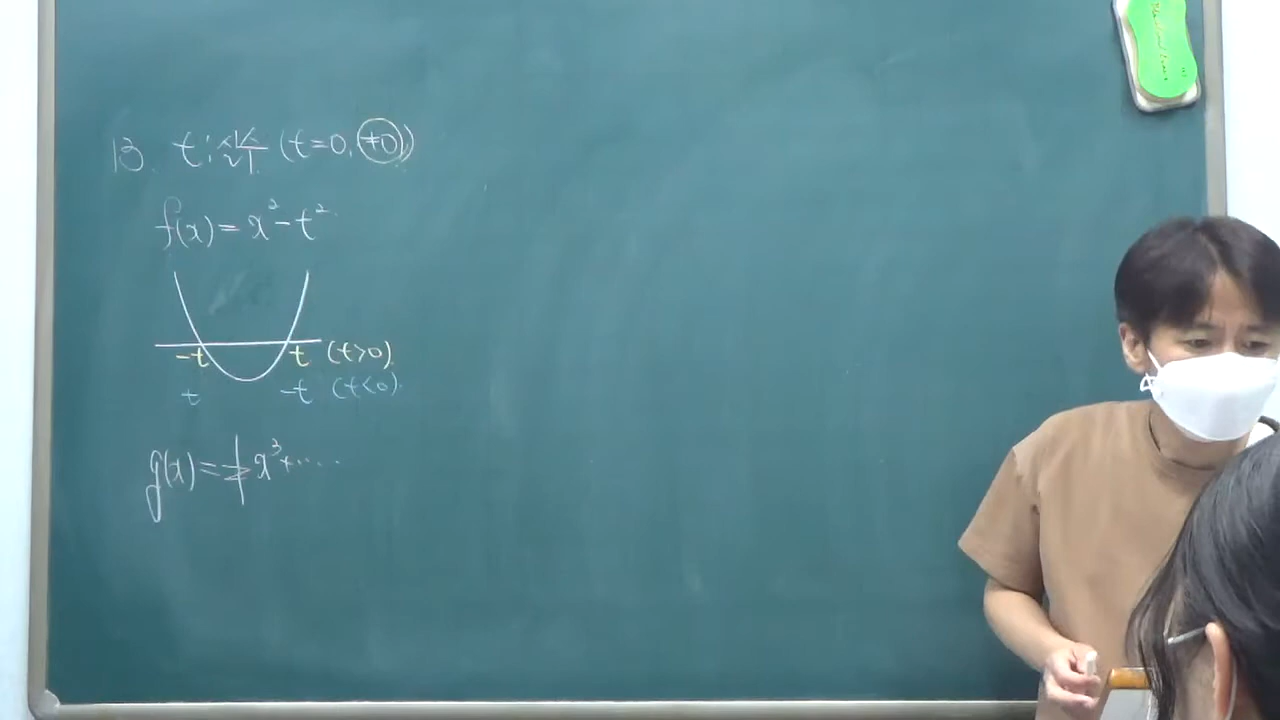 13. t:실수 (t=0, ≠0)
f(x) = x² - t².
-t t (t>0).
t -t (t<0).
g(x) = x³ + .....